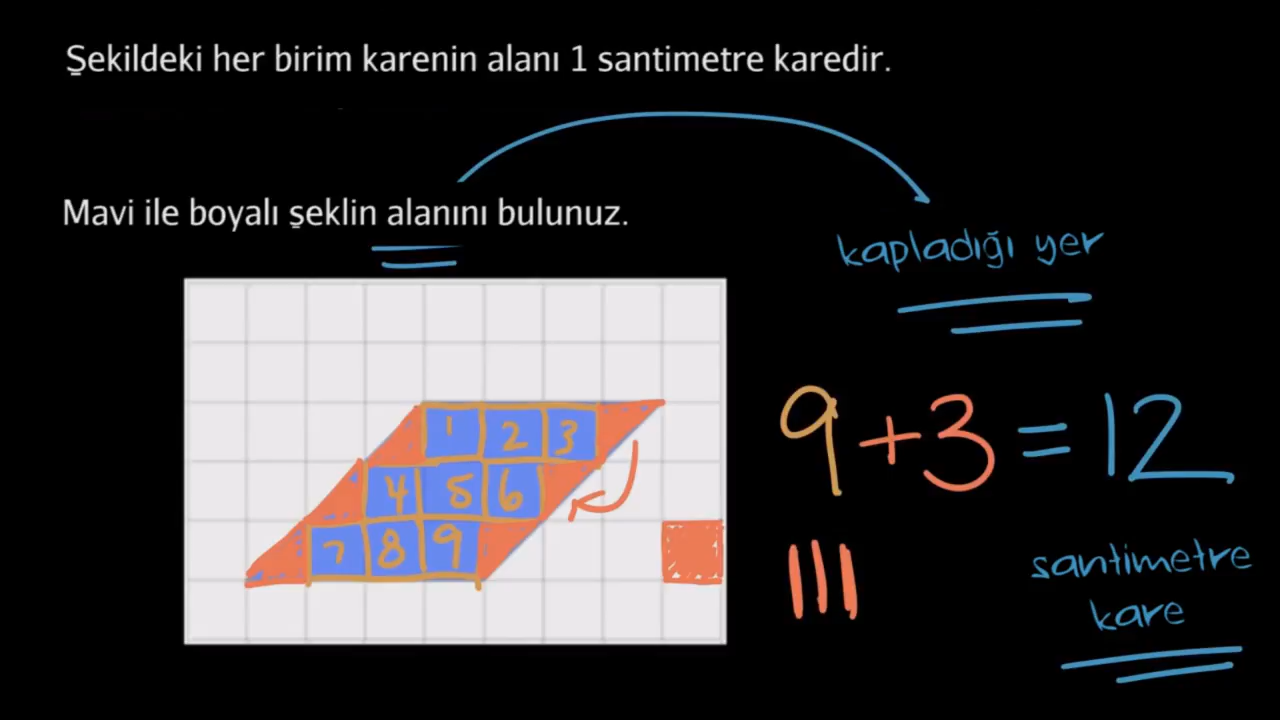 Şekildeki her birim karenin alanı 1 santimetre karedir.
Mavi ile boyalı şeklin alanını bulunuz.
kapladığı yer
1 2 3
4 5 6
7 8 9
9 + 3 = 12
santimetre
kare